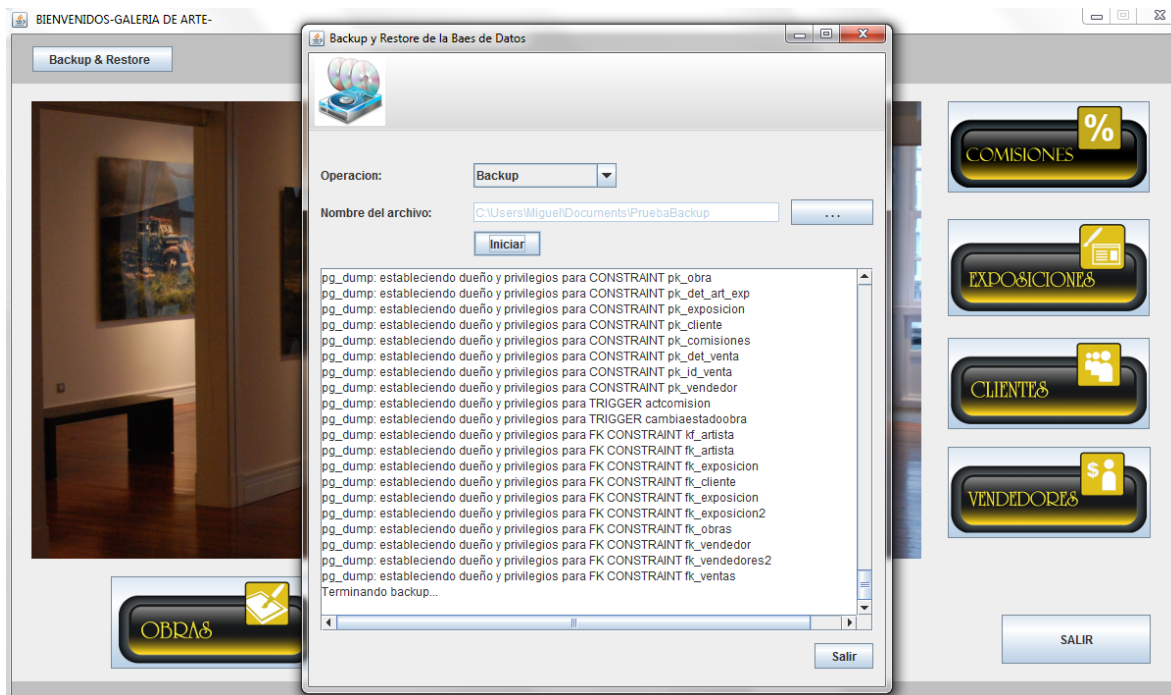 BIENVENIDOS-GALERIA DE ARTE-
Backup & Restore
Backup y Restore de la Baes de Datos
Operacion:
Backup
Nombre del archivo:
C:\Users\Miguel\Documents\PruebaBackup
...
Iniciar
pg_dump: estableciendo dueño y privilegios para CONSTRAINT pk_obra
pg_dump: estableciendo dueño y privilegios para CONSTRAINT pk_det_art_exp
pg_dump: estableciendo dueño y privilegios para CONSTRAINT pk_exposicion
pg_dump: estableciendo dueño y privilegios para CONSTRAINT pk_cliente
pg_dump: estableciendo dueño y privilegios para CONSTRAINT pk_comisiones
pg_dump: estableciendo dueño y privilegios para CONSTRAINT pk_det_venta
pg_dump: estableciendo dueño y privilegios para CONSTRAINT pk_id_venta
pg_dump: estableciendo dueño y privilegios para CONSTRAINT pk_vendedor
pg_dump: estableciendo dueño y privilegios para TRIGGER actcomision
pg_dump: estableciendo dueño y privilegios para TRIGGER cambiaestadoobra
pg_dump: estableciendo dueño y privilegios para FK CONSTRAINT kf_artista
pg_dump: estableciendo dueño y privilegios para FK CONSTRAINT fk_artista
pg_dump: estableciendo dueño y privilegios para FK CONSTRAINT fk_exposicion
pg_dump: estableciendo dueño y privilegios para FK CONSTRAINT fk_cliente
pg_dump: estableciendo dueño y privilegios para FK CONSTRAINT fk_exposicion
pg_dump: estableciendo dueño y privilegios para FK CONSTRAINT fk_exposicion2
pg_dump: estableciendo dueño y privilegios para FK CONSTRAINT fk_obras
pg_dump: estableciendo dueño y privilegios para FK CONSTRAINT fk_vendedor
pg_dump: estableciendo dueño y privilegios para FK CONSTRAINT fk_vendedores2
pg_dump: estableciendo dueño y privilegios para FK CONSTRAINT fk_ventas
Terminando backup...
Salir
%
COMISIONES
EXPOSICIONES
CLIENTES
$
VENDEDORES
OBRAS
SALIR